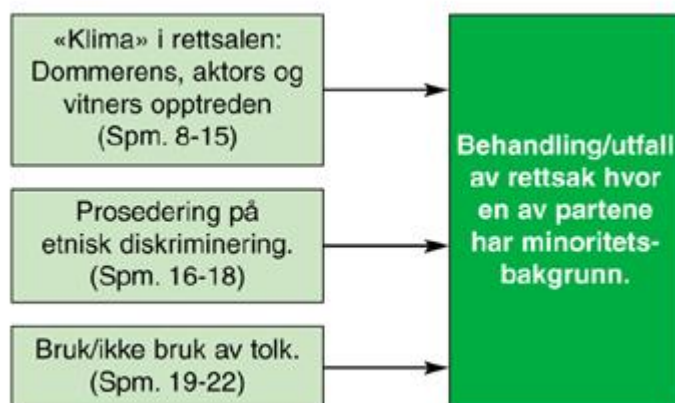 «Klima» i rettsalen:
Dommerens, aktors og
vitners opptreden
(Spm. 8-15)
Prosedering på
etnisk diskriminering.
(Spm. 16-18)
Bruk/ikke bruk av tolk.
(Spm. 19-22)
Behandling/utfall
av rettsak hvor
en av partene
har minoritets-
bakgrunn.